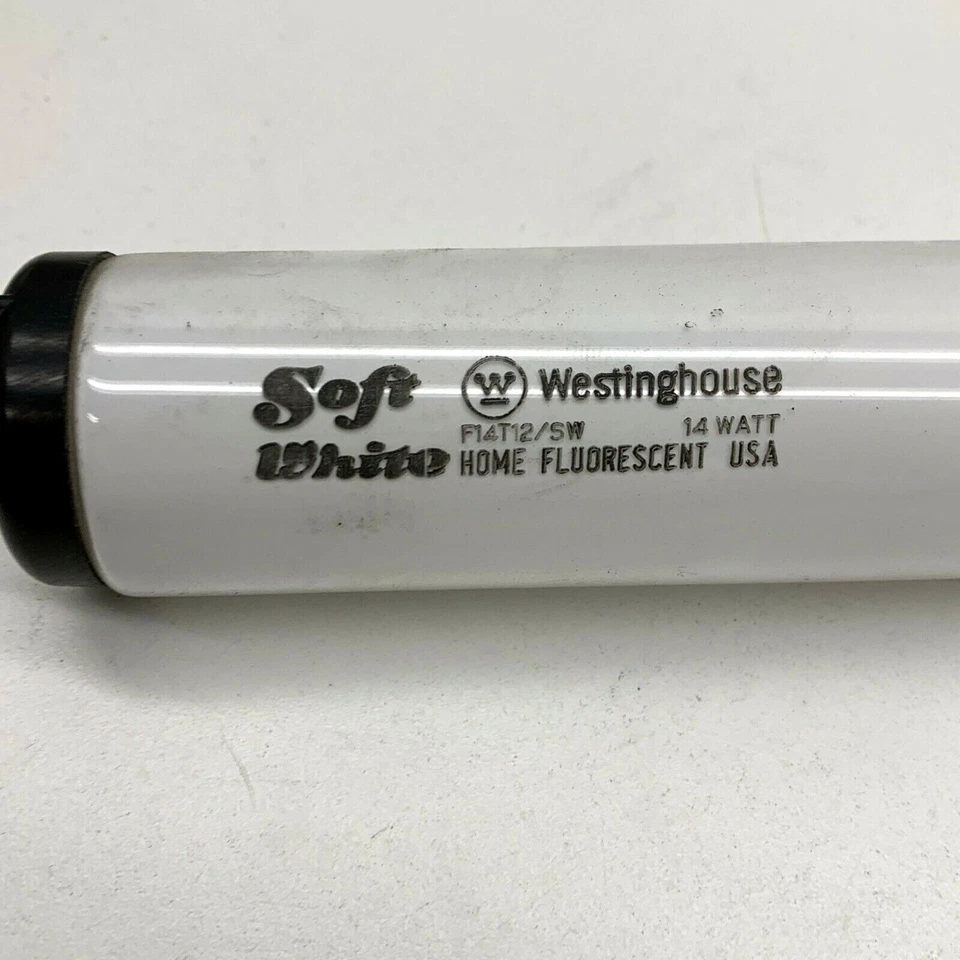 Soft White
W Westinghouse
F14T12/SW 14 WATT
HOME FLUORESCENT USA